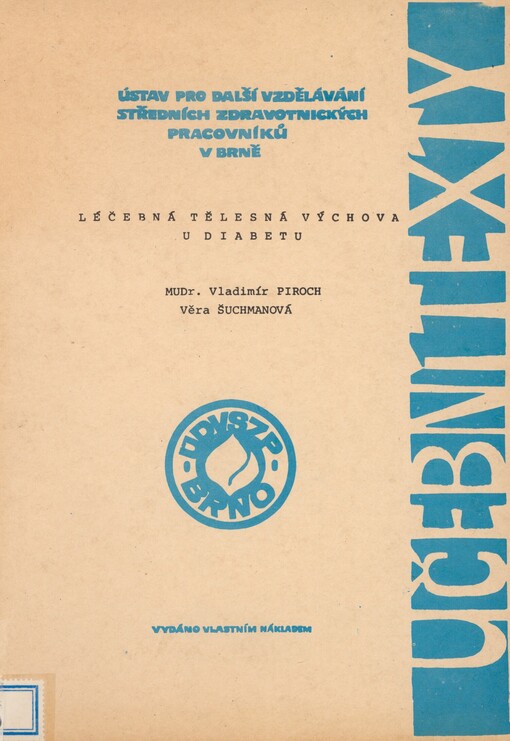 ÚSTAV PRO DALŠÍ VZDĚLÁVÁNÍ
STŘEDNÍCH ZDRAVOTNICKÝCH
PRACOVNÍKŮ
V BRNĚ
LÉČEBNÁ TĚLESNÁ VÝCHOVA
U DIABETU
MUDr. Vladimír PIROCH
Věra ŠUCHMANOVÁ
ÚDVSZP
BRNO
VYDÁNO VLASTNÍM NÁKLADEM
UČEBNÍ TEXTY